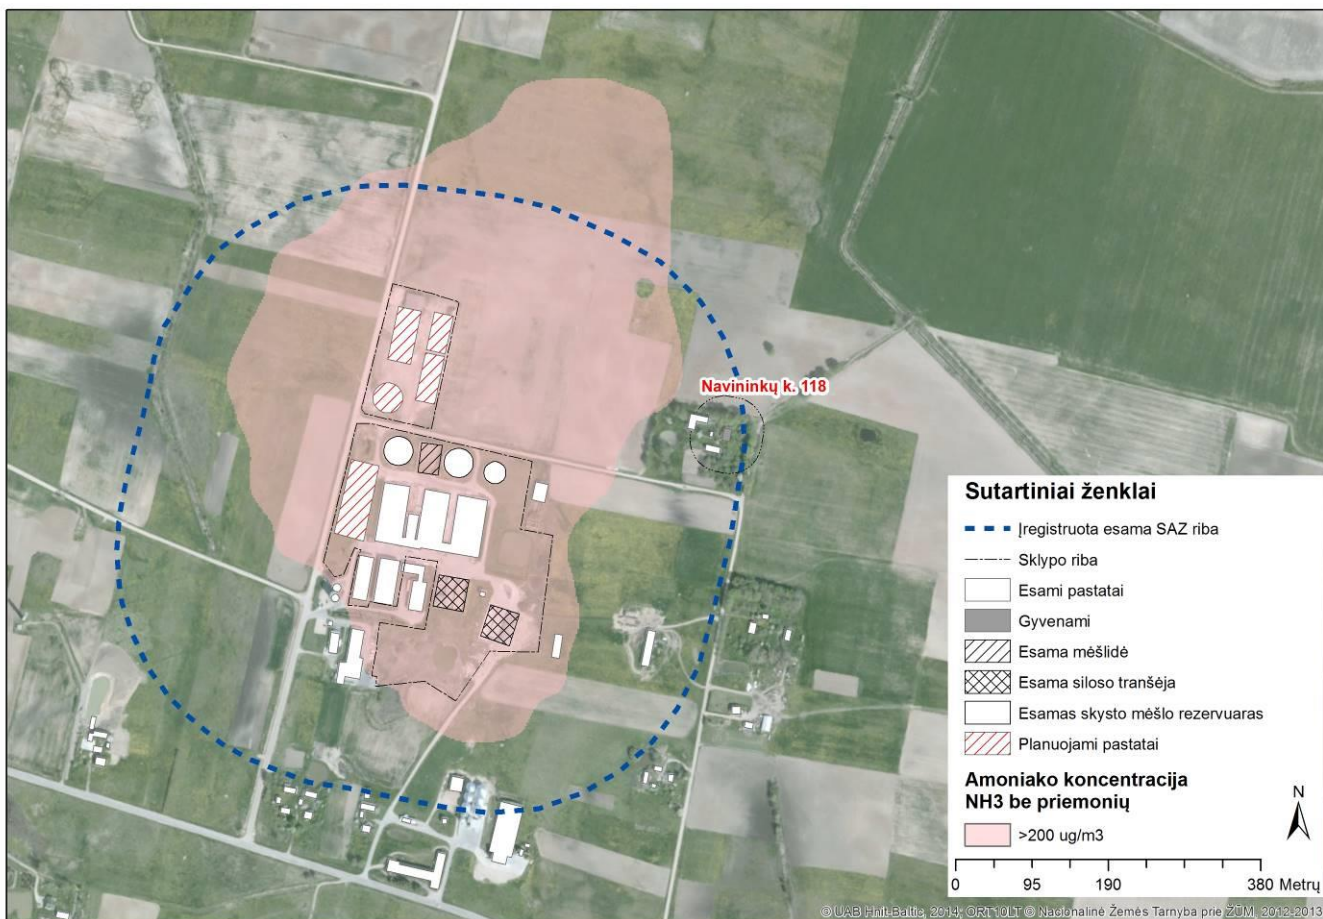 Navininkų k. 118
Sutartiniai ženklai
Įregistruota esama SAZ riba
Sklypo riba
Esami pastatai
Gyvenami
Esama mėšlidė
Esama siloso tranšėja
Esamas skysto mėšlo rezervuaras
Planuojami pastatai
Amoniako koncentracija
NH3 be priemonių
>200 ug/m3
N
0 95 190 380 Metrų
© UAB Hnit-Baltic, 2014; ORT10LT © Nacionalinė Žemės Tarnyba prie ŽŪM, 2012-2013